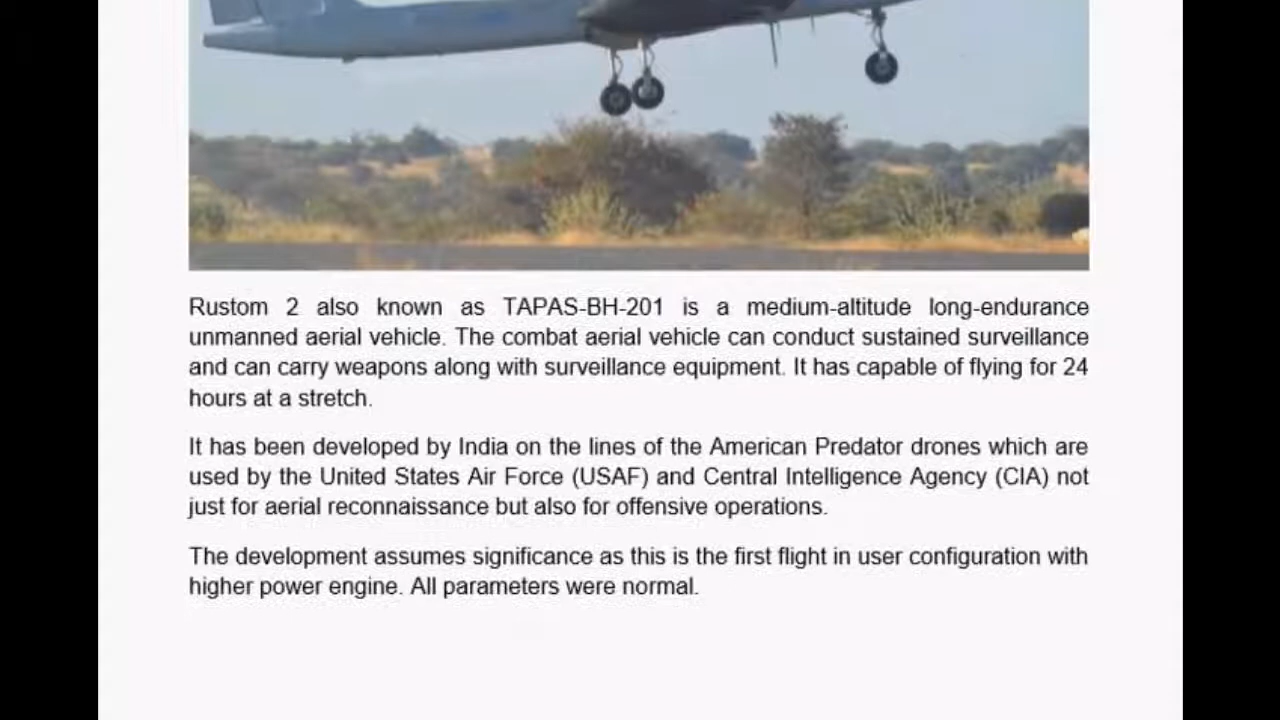 Rustom 2 also known as TAPAS-BH-201 is a medium-altitude long-endurance
unmanned aerial vehicle. The combat aerial vehicle can conduct sustained surveillance
and can carry weapons along with surveillance equipment. It has capable of flying for 24
hours at a stretch.
It has been developed by India on the lines of the American Predator drones which are
used by the United States Air Force (USAF) and Central Intelligence Agency (CIA) not
just for aerial reconnaissance but also for offensive operations.
The development assumes significance as this is the first flight in user configuration with
higher power engine. All parameters were normal.